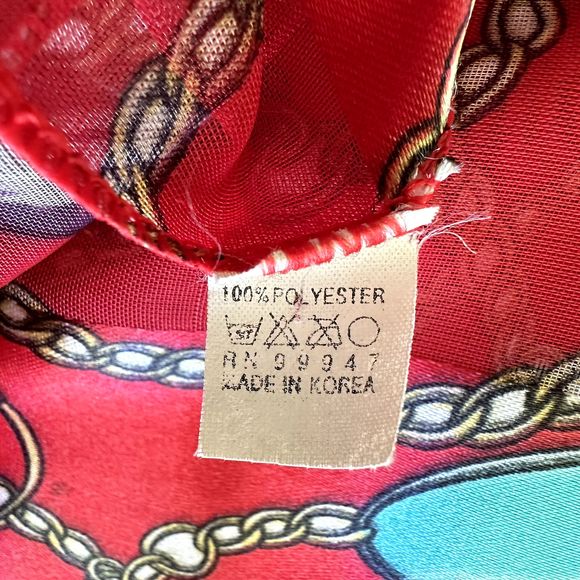 100% POLYESTER
RN 99947
MADE IN KOREA